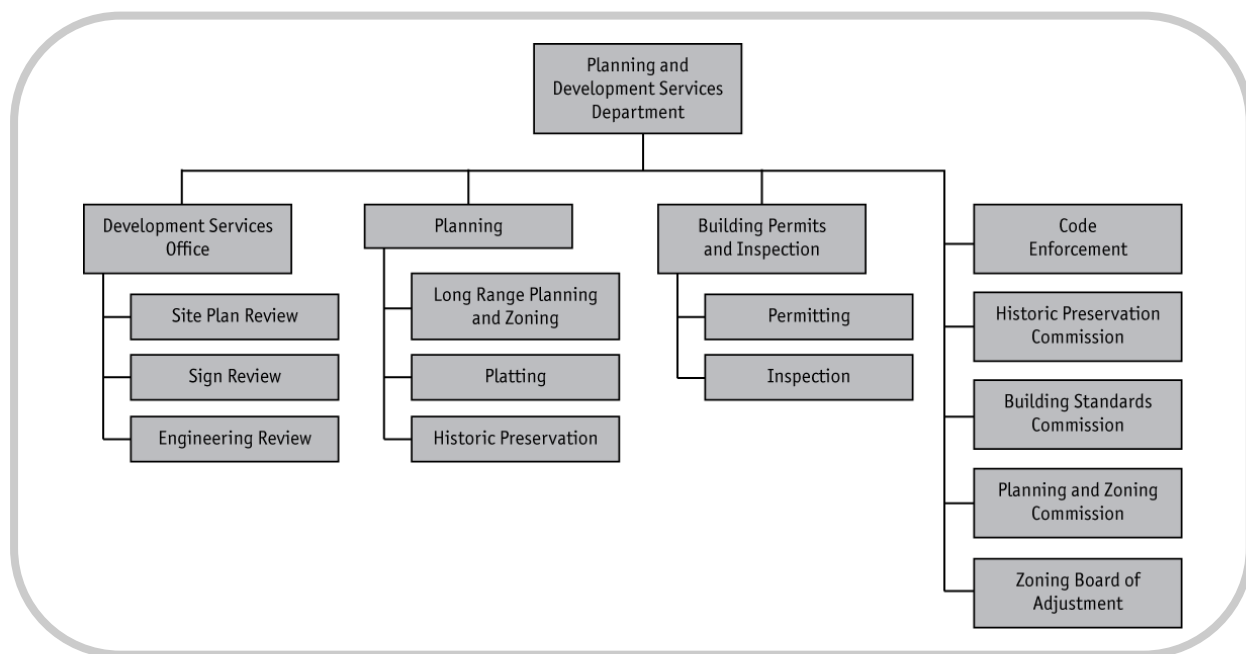 Planning and
Development Services
Department
Development Services
Office
Site Plan Review
Sign Review
Engineering Review
Planning
Long Range Planning
and Zoning
Platting
Historic Preservation
Building Permits
and Inspection
Permitting
Inspection
Code
Enforcement
Historic Preservation
Commission
Building Standards
Commission
Planning and Zoning
Commission
Zoning Board of
Adjustment